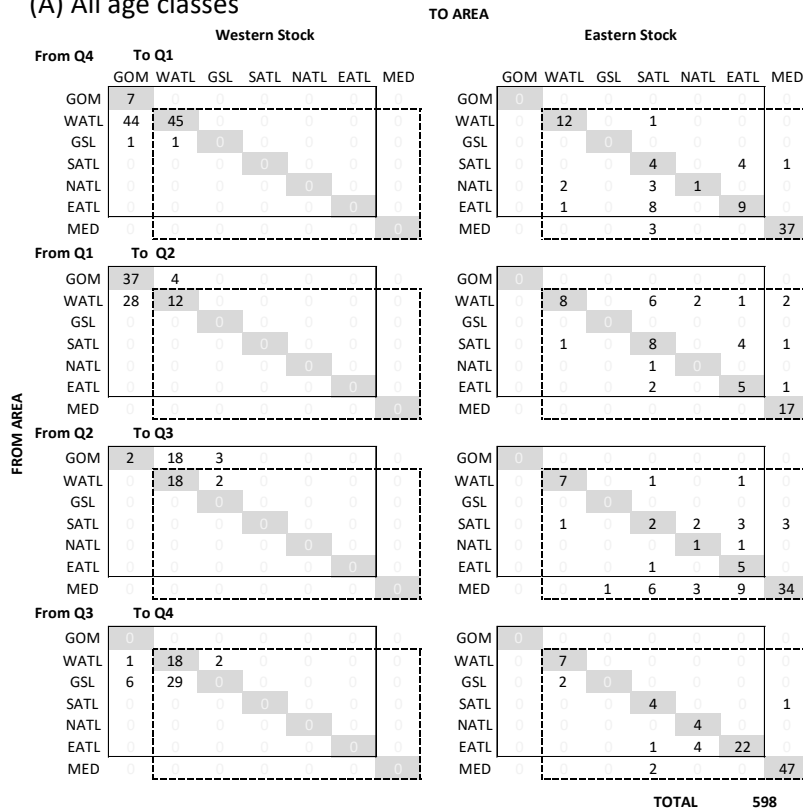 (A) All age classes
TO AREA
Western Stock Eastern Stock
From Q4 To Q1
GOM WATL GSL SATL NATL EATL MED GOM WATL GSL SATL NATL EATL MED
GOM 7 0 0 0 0 0 0 GOM 0 0 0 0 0 0 0
WATL 44 45 0 0 0 0 0 WATL 0 12 0 1 0 0 0
GSL 1 1 0 0 0 0 0 GSL 0 0 0 0 0 0 0
SATL 0 0 0 0 0 0 0 SATL 0 0 0 4 0 4 1
NATL 0 0 0 0 0 0 0 NATL 0 2 0 3 1 0 0
EATL 0 0 0 0 0 0 0 EATL 0 1 0 8 0 9 0
MED 0 0 0 0 0 0 0 MED 0 0 0 3 0 0 37
From Q1 To Q2
GOM 37 4 0 0 0 0 0 GOM 0 0 0 0 0 0 0
WATL 28 12 0 0 0 0 0 WATL 0 8 0 6 2 1 2
GSL 0 0 0 0 0 0 0 GSL 0 0 0 0 0 0 0
SATL 0 0 0 0 0 0 0 SATL 0 1 0 8 0 4 1
NATL 0 0 0 0 0 0 0 NATL 0 0 0 1 0 0 0
EATL 0 0 0 0 0 0 0 EATL 0 0 0 2 0 5 1
MED 0 0 0 0 0 0 0 MED 0 0 0 0 0 0 17
FROM AREA
From Q2 To Q3
GOM 2 18 3 0 0 0 0 GOM 0 0 0 0 0 0 0
WATL 0 18 2 0 0 0 0 WATL 0 7 0 1 0 1 0
GSL 0 0 0 0 0 0 0 GSL 0 0 0 0 0 0 0
SATL 0 0 0 0 0 0 0 SATL 0 1 0 2 2 3 3
NATL 0 0 0 0 0 0 0 NATL 0 0 0 0 1 1 0
EATL 0 0 0 0 0 0 0 EATL 0 0 0 1 0 5 0
MED 0 0 0 0 0 0 0 MED 0 0 1 6 3 9 34
From Q3 To Q4
GOM 0 0 0 0 0 0 0 GOM 0 0 0 0 0 0 0
WATL 1 18 2 0 0 0 0 WATL 0 7 0 0 0 0 0
GSL 6 29 0 0 0 0 0 GSL 0 2 0 0 0 0 0
SATL 0 0 0 0 0 0 0 SATL 0 0 0 4 0 0 1
NATL 0 0 0 0 0 0 0 NATL 0 0 0 0 4 0 0
EATL 0 0 0 0 0 0 0 EATL 0 0 0 1 4 22 0
MED 0 0 0 0 0 0 0 MED 0 0 0 2 0 0 47
TOTAL 598